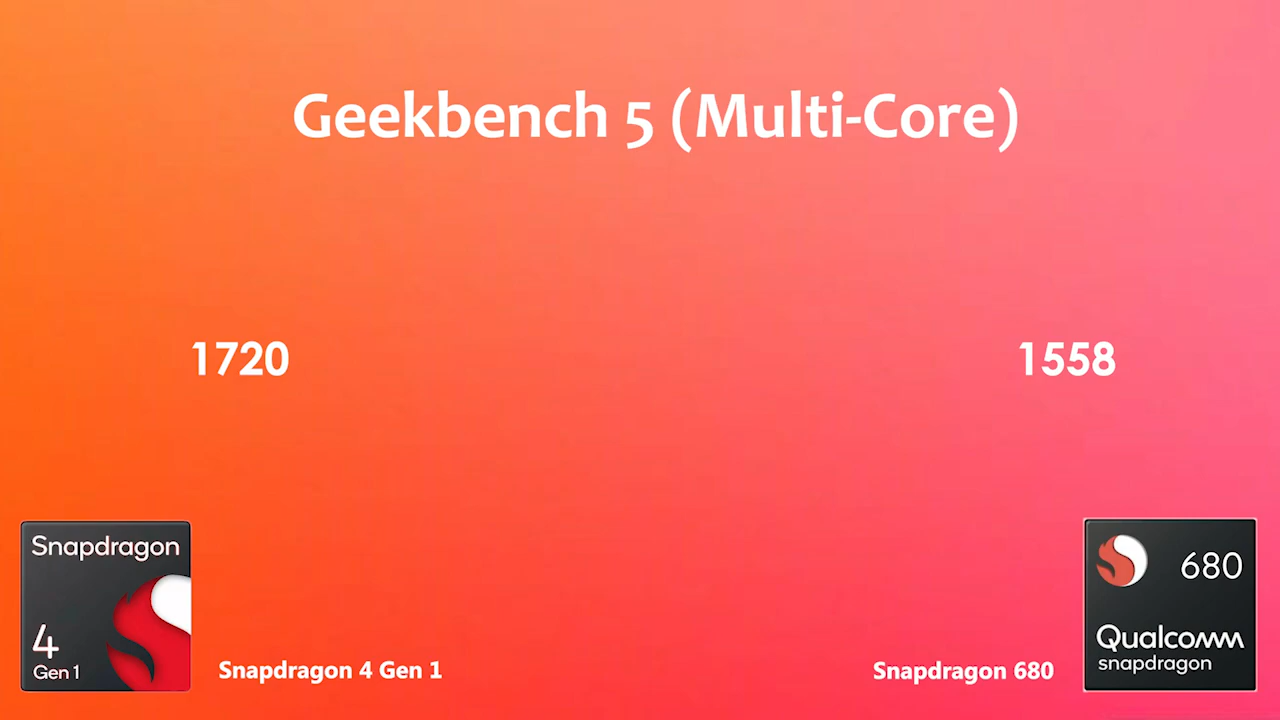 Geekbench 5 (Multi-Core)
1720
1558
Snapdragon
4
Gen 1
Snapdragon 4 Gen 1
Snapdragon 680
680
Qualcomm
snapdragon